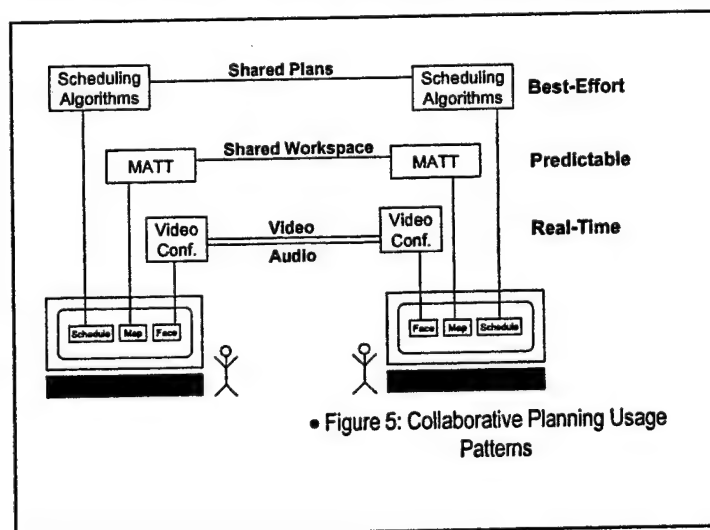 Scheduling
Algorithms
Shared Plans
Scheduling
Algorithms
Best-Effort
MATT
Shared Workspace
MATT
Predictable
Video
Conf.
Video
Audio
Video
Conf.
Real-Time
Schedule
Map
Face
Face
Map
Schedule
• Figure 5: Collaborative Planning Usage
Patterns